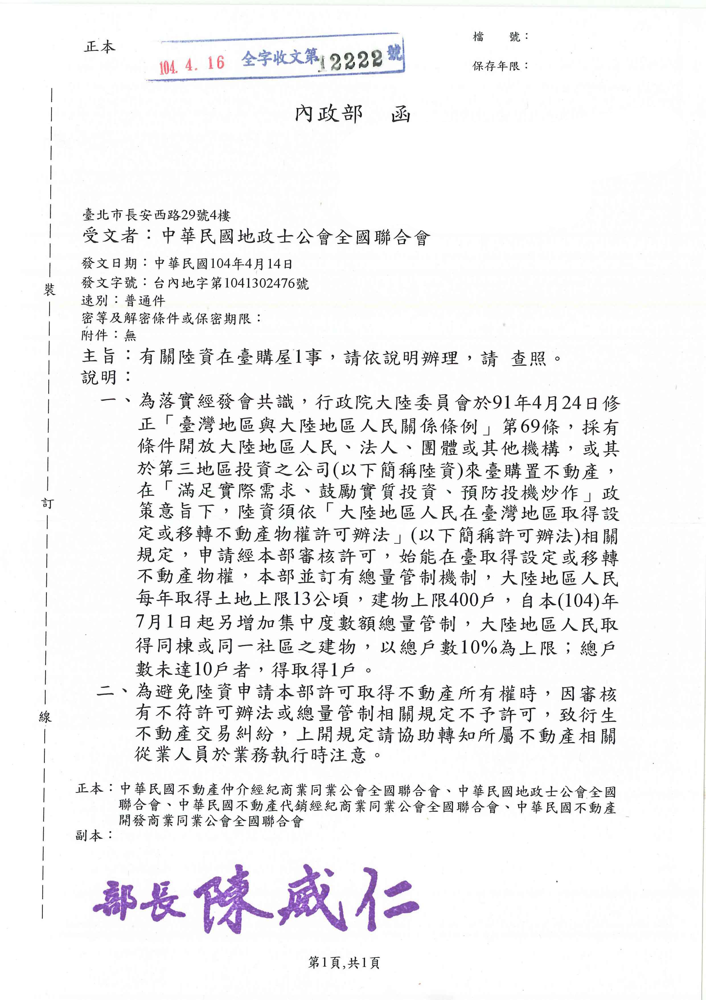 正本
檔　　號：
104. 4. 16 全字收文第12222號
保存年限：
內政部　函
臺北市長安西路29號4樓
受文者：中華民國地政士公會全國聯合會
發文日期：中華民國104年4月14日
發文字號：台內地字第1041302476號
速別：普通件
密等及解密條件或保密期限：
附件：無
主旨：有關陸資在臺購屋1事，請依說明辦理，請 查照。
說明：
一、為落實經發會共識，行政院大陸委員會於91年4月24日修
正「臺灣地區與大陸地區人民關係條例」第69條，採有
條件開放大陸地區人民、法人、團體或其他機構，或其
於第三地區投資之公司(以下簡稱陸資)來臺購置不動產，
在「滿足實際需求、鼓勵實質投資、預防投機炒作」政
策意旨下，陸資須依「大陸地區人民在臺灣地區取得設
定或移轉不動產物權許可辦法」(以下簡稱許可辦法)相關
規定，申請經本部審核許可，始能在臺取得設定或移轉
不動產物權，本部並訂有總量管制機制，大陸地區人民
每年取得土地上限13公頃，建物上限400戶，自本(104)年
7月1日起另增加集中度數額總量管制，大陸地區人民取
得同棟或同一社區之建物，以總戶數10%為上限；總戶
數未達10戶者，得取得1戶。
二、為避免陸資申請本部許可取得不動產所有權時，因審核
有不符許可辦法或總量管制相關規定不予許可，致衍生
不動產交易糾紛，上開規定請協助轉知所屬不動產相關
從業人員於業務執行時注意。
正本：中華民國不動產仲介經紀商業同業公會全國聯合會、中華民國地政士公會全國
聯合會、中華民國不動產代銷經紀商業同業公會全國聯合會、中華民國不動產
開發商業同業公會全國聯合會
副本：
部長 陳威仁
第1頁,共1頁
裝
訂
線